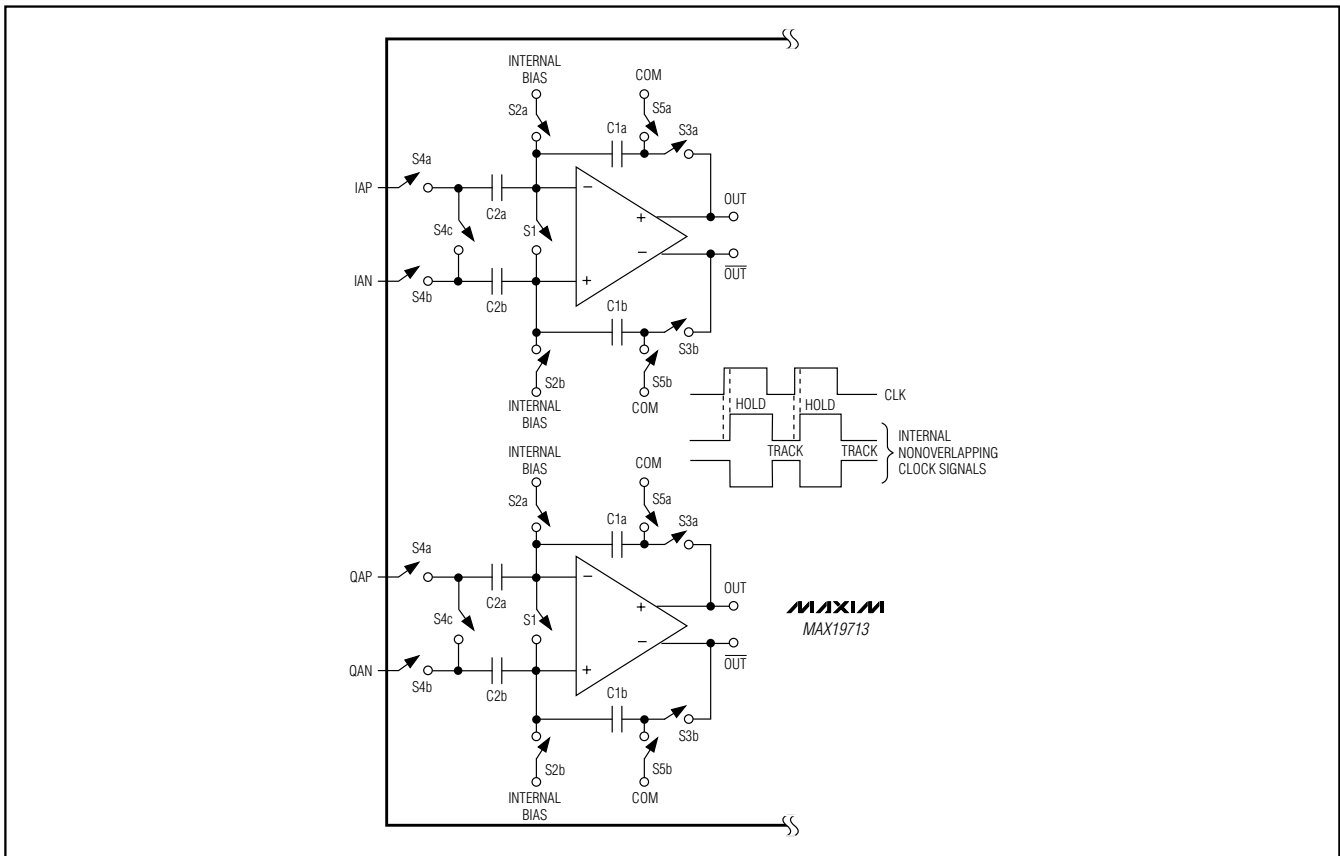 INTERNAL
BIAS
COM
S2a
S5a
C1a
S3a
S4a
IAP
−
OUT
C2a
+
S4c
S1
−
OUT
IAN
+
S4b
C2b
C1b
S3b
S2b
S5b
INTERNAL
BIAS
COM
CLK
HOLD
HOLD
TRACK
TRACK
INTERNAL
NONOVERLAPPING
CLOCK SIGNALS
INTERNAL
BIAS
COM
S2a
S5a
C1a
S3a
S4a
QAP
−
OUT
C2a
+
S4c
S1
−
OUT
QAN
+
S4b
C2b
C1b
S3b
S2b
S5b
INTERNAL
BIAS
COM
MAXIM
MAX19713